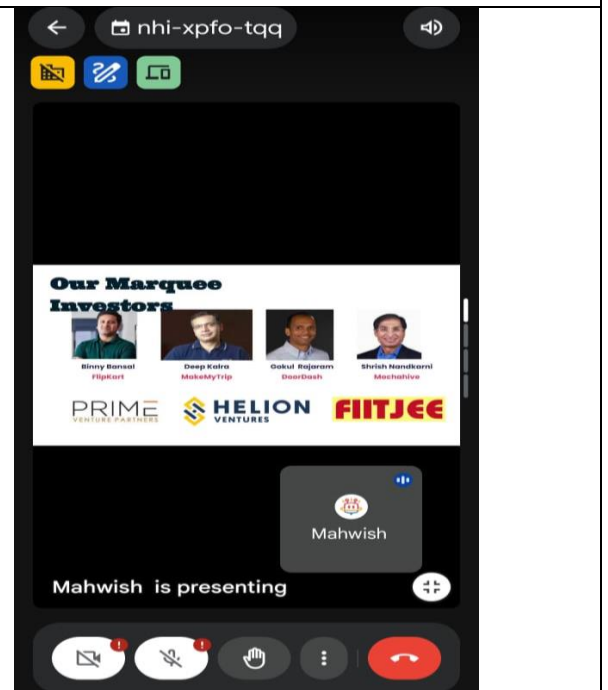 nhi-xpfo-tqq
Our Marquee
Investors
Binny Bansal
Deep Kalra
Gokul Rajaram
Shrish Nandkarni
FlipKart
MakeMyTrip
DoorDash
Mochahive
PRIME
VENTURE PARTNERS
HELION
VENTURES
FIITJEE
Mahwish
Mahwish is presenting